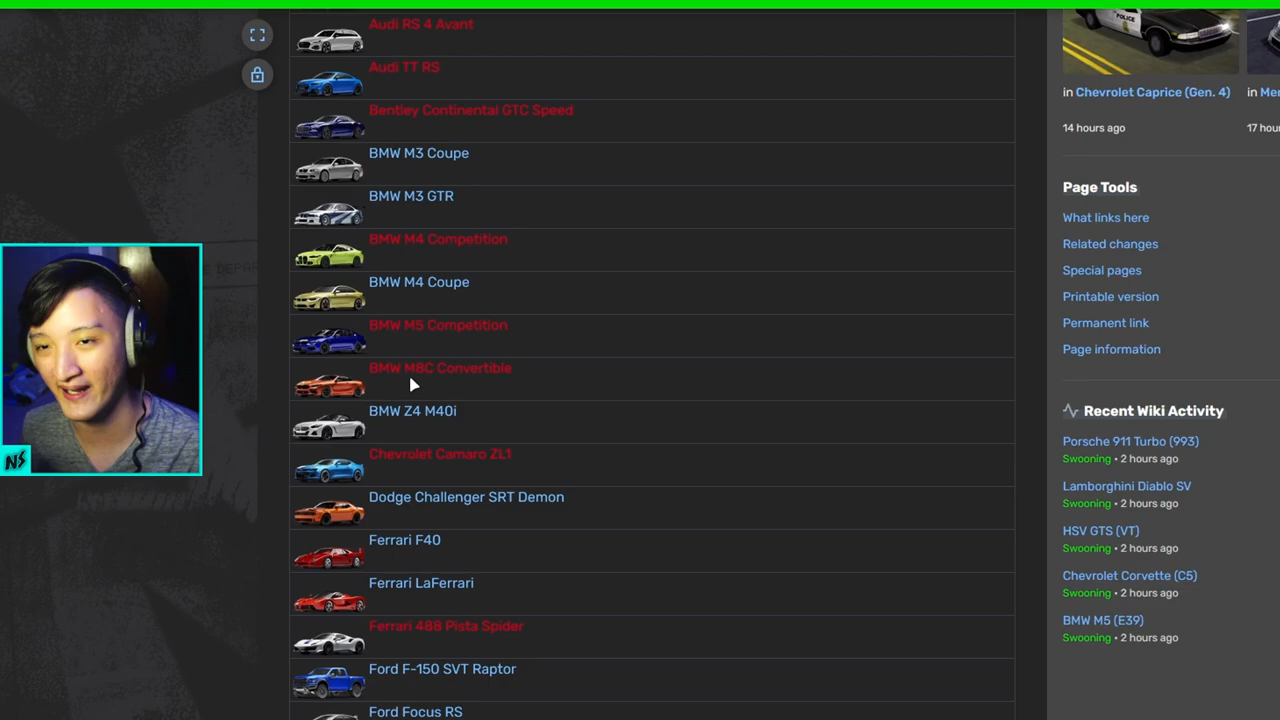 Audi RS 4 Avant
Audi TT RS
Bentley Continental GTC Speed
BMW M3 Coupe
BMW M3 GTR
BMW M4 Competition
BMW M4 Coupe
BMW M5 Competition
BMW M8C Convertible
BMW Z4 M40i
Chevrolet Camaro ZL1
Dodge Challenger SRT Demon
Ferrari F40
Ferrari LaFerrari
Ferrari 488 Pista Spider
Ford F-150 SVT Raptor
Ford Focus RS
NS
POLICE
in Chevrolet Caprice (Gen. 4)
in Mer
14 hours ago
17 hou
Page Tools
What links here
Related changes
Special pages
Printable version
Permanent link
Page information
Recent Wiki Activity
Porsche 911 Turbo (993)
Swooning • 2 hours ago
Lamborghini Diablo SV
Swooning • 2 hours ago
HSV GTS (VT)
Swooning • 2 hours ago
Chevrolet Corvette (C5)
Swooning • 2 hours ago
BMW M5 (E39)
Swooning • 2 hours ago